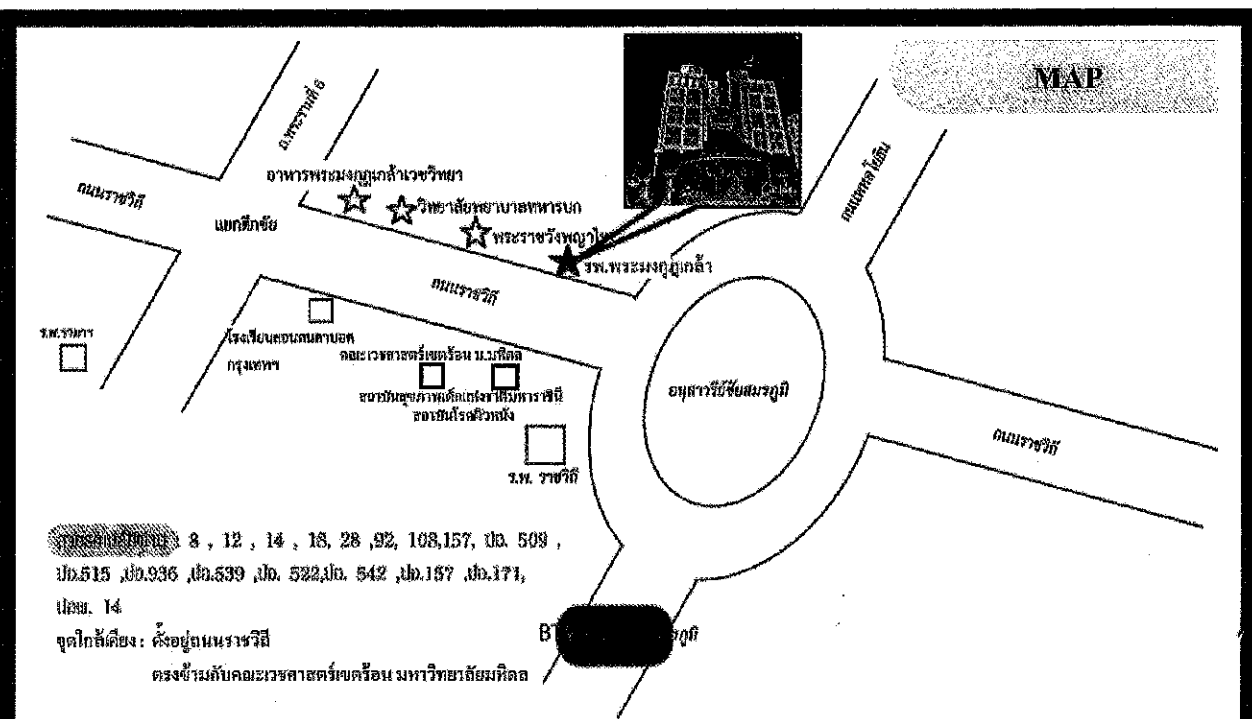 MAP
ถ.พระรามที่ 6
ถนนพหลโยธิน
อาหารพระมงกุฎเกล้าเวชวิทยา
ถนนราชวิถี
วิทยาลัยพยาบาลทหารบก
แยกตึกชัย
พระราชวังพญาไท
รพ.พระมงกุฎเกล้า
ถนนราชวิถี
ร.พ.รามาฯ
โรงเรียนสอนคนตาบอด
กรุงเทพฯ
คณะเวชศาสตร์เขตร้อน ม.มหิดล
อนุสาวรีย์ชัยสมรภูมิ
สถาบันสุขภาพเด็กแห่งชาติมหาราชินี
สถาบันโรคผิวหนัง
ถนนราชวิถี
ร.พ. ราชวิถี
8 , 12 , 14 , 18, 28 ,92, 108,157, ปอ. 509 ,
ปอ.515 ,ปอ.936 ,ปอ.539 ,ปอ. 522,ปอ. 542 ,ปอ.157 ,ปอ.171,
ปอพ. 14
จุดใกล้เคียง : ตั้งอยู่ถนนราชวิถี
ตรงข้ามกับคณะเวชศาสตร์เขตร้อน มหาวิทยาลัยมหิดล